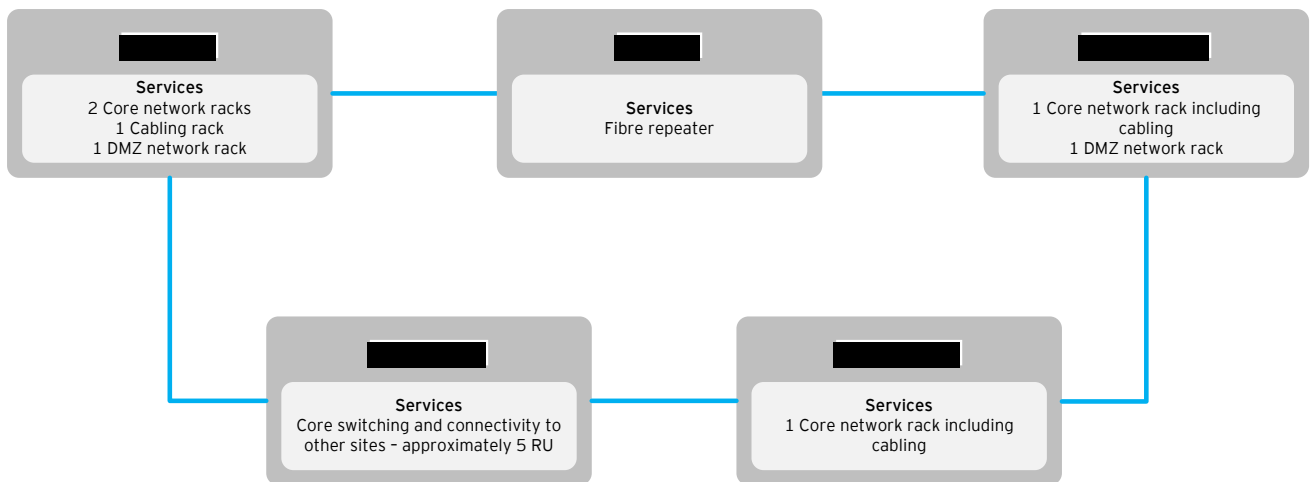 Services
2 Core network racks
1 Cabling rack
1 DMZ network rack
Services
Fibre repeater
Services
1 Core network rack including
cabling
1 DMZ network rack
Services
Core switching and connectivity to
other sites – approximately 5 RU
Services
1 Core network rack including
cabling